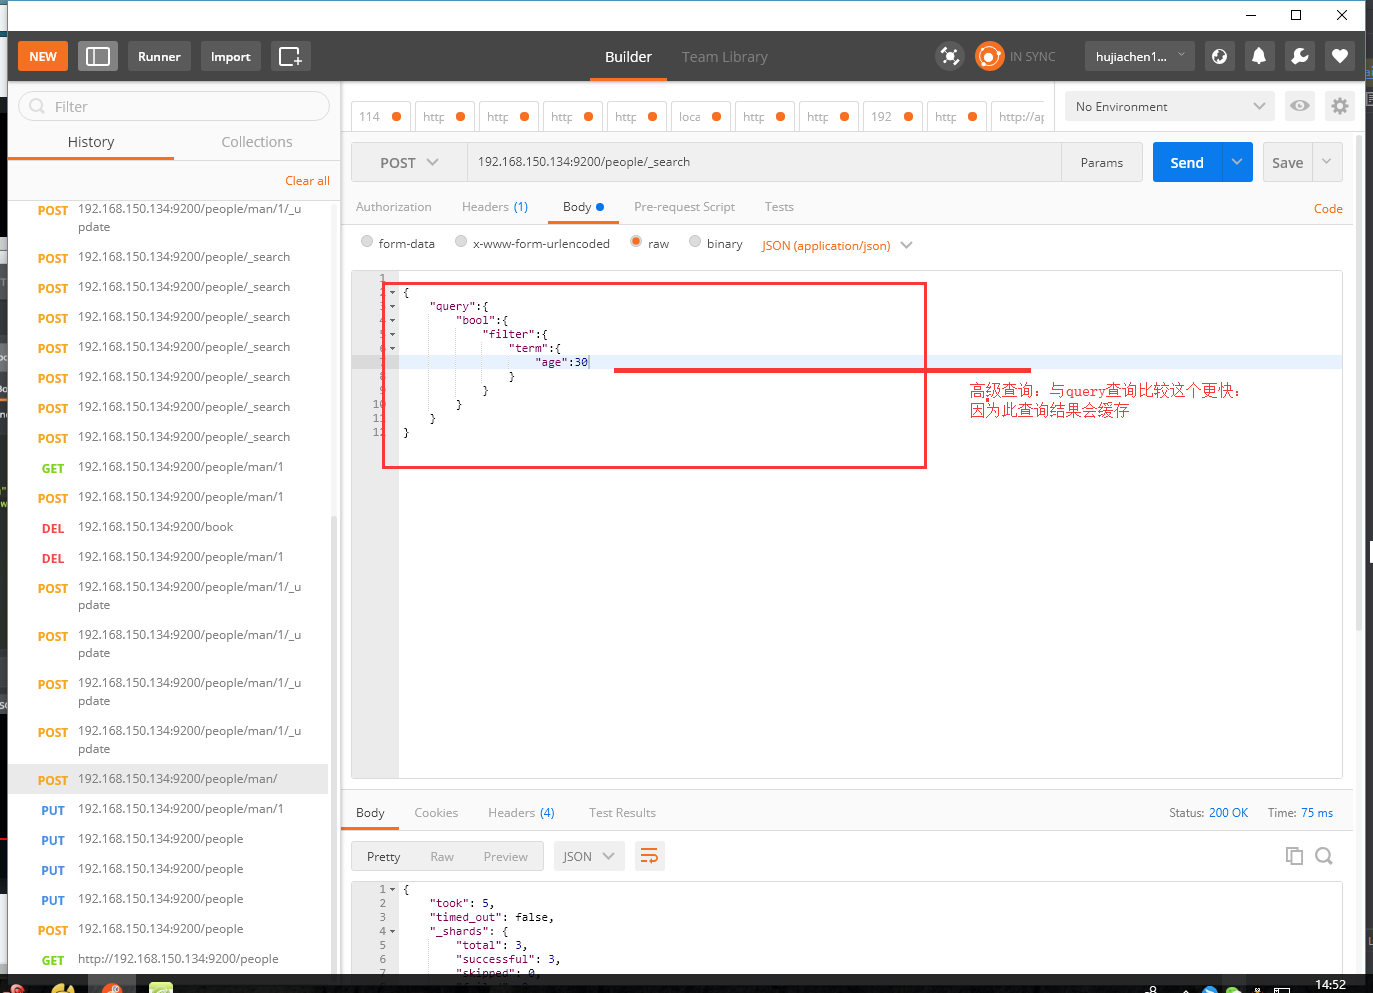 NEW
Runner
Import
Builder
Team Library
IN SYNC
hujiachen1...
Filter
History
Collections
Clear all
POST 192.168.150.134:9200/people/man/1/_u
pdate
POST 192.168.150.134:9200/people/_search
POST 192.168.150.134:9200/people/_search
POST 192.168.150.134:9200/people/_search
POST 192.168.150.134:9200/people/_search
POST 192.168.150.134:9200/people/_search
POST 192.168.150.134:9200/people/_search
POST 192.168.150.134:9200/people/_search
GET 192.168.150.134:9200/people/man/1
POST 192.168.150.134:9200/people/man/1
DEL 192.168.150.134:9200/book
DEL 192.168.150.134:9200/people/man/1
POST 192.168.150.134:9200/people/man/1/_u
pdate
POST 192.168.150.134:9200/people/man/1/_u
pdate
POST 192.168.150.134:9200/people/man/1/_u
pdate
POST 192.168.150.134:9200/people/man/1/_u
pdate
POST 192.168.150.134:9200/people/man/
PUT 192.168.150.134:9200/people/man/1
PUT 192.168.150.134:9200/people
PUT 192.168.150.134:9200/people
PUT 192.168.150.134:9200/people
POST 192.168.150.134:9200/people
GET http://192.168.150.134:9200/people
114 http http http http loca http http 192 http http://ap
No Environment
POST 192.168.150.134:9200/people/_search
Params
Send
Save
Authorization Headers (1) Body Pre-request Script Tests
Code
form-data x-www-form-urlencoded raw binary JSON (application/json)
1
2 {
3 "query":{
4 "bool":{
5 "filter":{
6 "term":{
7 "age":30
8 }
9 }
10 }
11 }
12 }
高级查询：与query查询比较这个更快：
因为此查询结果会缓存
Body Cookies Headers (4) Test Results
Status: 200 OK Time: 75 ms
Pretty Raw Preview JSON
1 {
2 "took": 5,
3 "timed_out": false,
4 "_shards": {
5 "total": 3,
6 "successful": 3,
7 "skipped": 0,
14:52